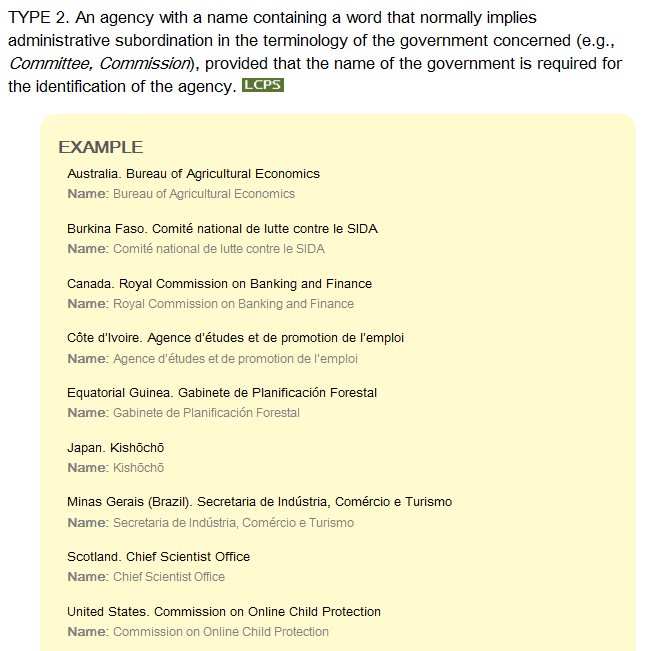 TYPE 2. An agency with a name containing a word that normally implies
administrative subordination in the terminology of the government concerned (e.g.,
Committee, Commission), provided that the name of the government is required for
the identification of the agency. LCPS
EXAMPLE
Australia. Bureau of Agricultural Economics
Name: Bureau of Agricultural Economics
Burkina Faso. Comité national de lutte contre le SIDA
Name: Comité national de lutte contre le SIDA
Canada. Royal Commission on Banking and Finance
Name: Royal Commission on Banking and Finance
Côte d’Ivoire. Agence d’études et de promotion de l’emploi
Name: Agence d’études et de promotion de l’emploi
Equatorial Guinea. Gabinete de Planificación Forestal
Name: Gabinete de Planificación Forestal
Japan. Kishōchō
Name: Kishōchō
Minas Gerais (Brazil). Secretaria de Indústria, Comércio e Turismo
Name: Secretaria de Indústria, Comércio e Turismo
Scotland. Chief Scientist Office
Name: Chief Scientist Office
United States. Commission on Online Child Protection
Name: Commission on Online Child Protection